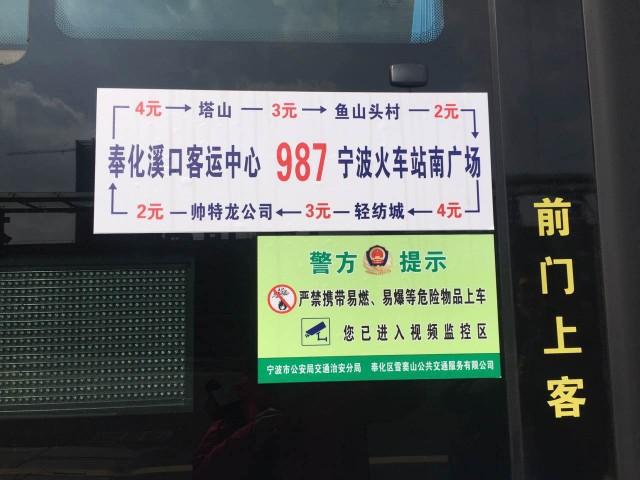 4元→塔山—3元→鱼山头村—2元
奉化溪口客运中心 987 宁波火车站南广场
2元—帅特龙公司←3元—轻纺城←4元
警方 提示
严禁携带易燃、易爆等危险物品上车
您已进入视频监控区
宁波市公安局交通治安分局 奉化区雪窦山公共交通服务有限公司
前门上客